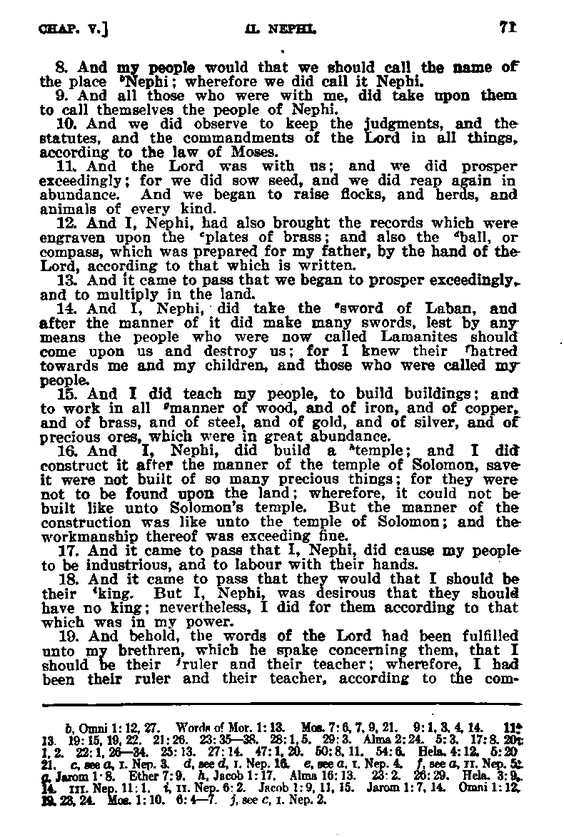 CHAP. V.] II. NEPHI. 71
8. And my people would that we should call the name of
the place ᵇNephi; wherefore we did call it Nephi.
9. And all those who were with me, did take upon them
to call themselves the people of Nephi.
10. And we did observe to keep the judgments, and the
statutes, and the commandments of the Lord in all things,
according to the law of Moses.
11. And the Lord was with us; and we did prosper
exceedingly; for we did sow seed, and we did reap again in
abundance. And we began to raise flocks, and herds, and
animals of every kind.
12. And I, Nephi, had also brought the records which were
engraven upon the ᶜplates of brass; and also the ᵈball, or
compass, which was prepared for my father, by the hand of the
Lord, according to that which is written.
13. And it came to pass that we began to prosper exceedingly,
and to multiply in the land.
14. And I, Nephi, did take the ᵉsword of Laban, and
after the manner of it did make many swords, lest by any
means the people who were now called Lamanites should
come upon us and destroy us; for I knew their ᶠhatred
towards me and my children, and those who were called my
people.
15. And I did teach my people, to build buildings; and
to work in all ᵍmanner of wood, and of iron, and of copper,
and of brass, and of steel, and of gold, and of silver, and of
precious ores, which were in great abundance.
16. And I, Nephi, did build a ʰtemple; and I did
construct it after the manner of the temple of Solomon, save
it were not built of so many precious things; for they were
not to be found upon the land; wherefore, it could not be
built like unto Solomon's temple. But the manner of the
construction was like unto the temple of Solomon; and the
workmanship thereof was exceeding fine.
17. And it came to pass that I, Nephi, did cause my people
to be industrious, and to labour with their hands.
18. And it came to pass that they would that I should be
their ⁱking. But I, Nephi, was desirous that they should
have no king; nevertheless, I did for them according to that
which was in my power.
19. And behold, the words of the Lord had been fulfilled
unto my brethren, which he spake concerning them, that I
should be their ʲruler and their teacher; wherefore, I had
been their ruler and their teacher, according to the com-
b, Omni 1:12, 27. Words of Mor. 1:13. Mos. 7:6, 7, 9, 21. 9:1, 3, 4, 14. 11:
13. 19:15, 19, 22. 21:26. 23:35—38. 28:1, 5. 29:3. Alma 2:24. 5:3. 17:8. 20:
1, 2. 22:1, 26—34. 25:13. 27:14. 47:1, 20. 50:8, 11. 54:6. Hela. 4:12. 5:20
21. c, see a, I. Nep. 3. d, see d, I. Nep. 16. e, see a, I. Nep. 4. f, see a, II. Nep. 5:
g, Jarom 1:8. Ether 7:9. h, Jacob 1:17. Alma 16:13. 23:2. 26:29. Hela. 3:9,
14. III. Nep. 11:1. i, II. Nep. 6:2. Jacob 1:9, 11, 15. Jarom 1:7, 14. Omni 1:12,
19, 23, 24. Mos. 1:10. 6:4—7. j, see c, I. Nep. 2.